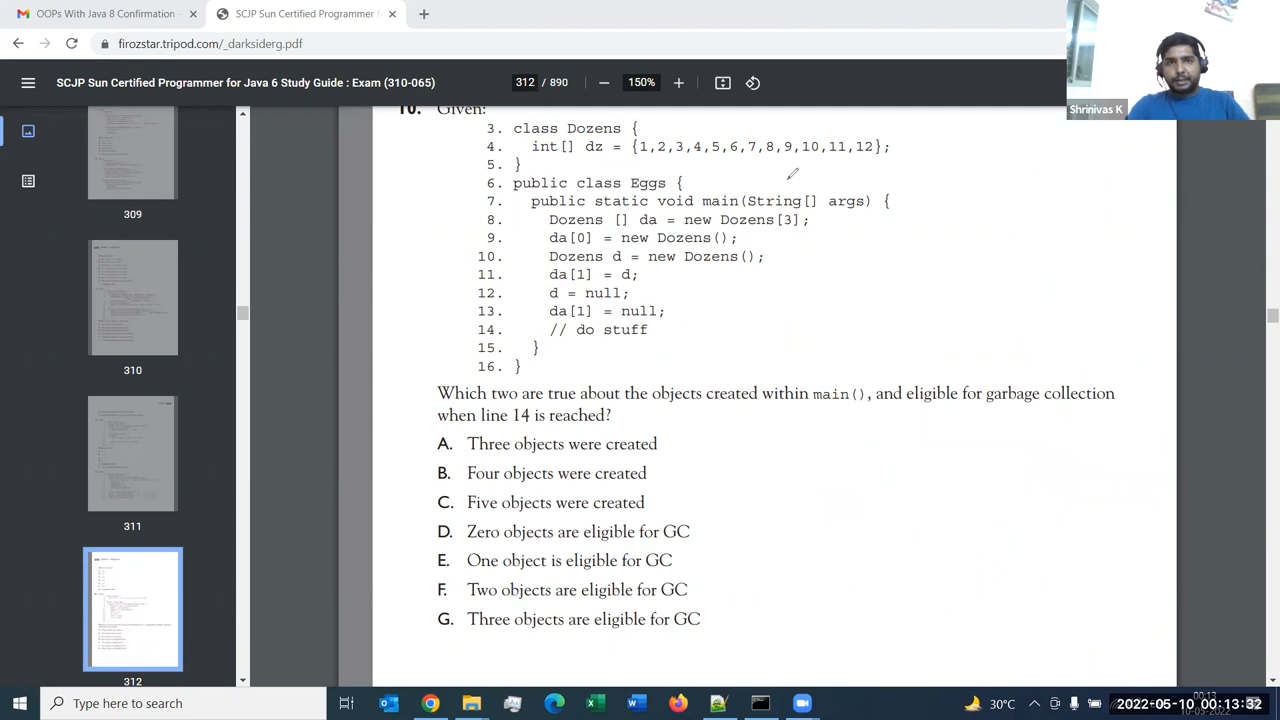 OOPs With Java 8 Confirmation
SCJP Sun Certified Programmer
firozstar.tripod.com/_darksiderg.pdf
SCJP Sun Certified Programmer for Java 6 Study Guide : Exam (310-065)
312 / 890
150%
Shrinivas K
309
310
311
312
10. Given:
3. class Dozens {
4. int[] dz = {1,2,3,4,5,6,7,8,9,10,11,12};
5. }
6. public class Eggs {
7. public static void main(String[] args) {
8. Dozens [] da = new Dozens[3];
9. da[0] = new Dozens();
10. Dozens d = new Dozens();
11. da[1] = d;
12. d = null;
13. da[1] = null;
14. // do stuff
15. }
16. }
Which two are true about the objects created within main(), and eligible for garbage collection
when line 14 is reached?
A. Three objects were created
B. Four objects were created
C. Five objects were created
D. Zero objects are eligible for GC
E. One object is eligible for GC
F. Two objects are eligible for GC
G. Three objects are eligible for GC
Type here to search
30°C
00:13
2022-05-10 00:13:32